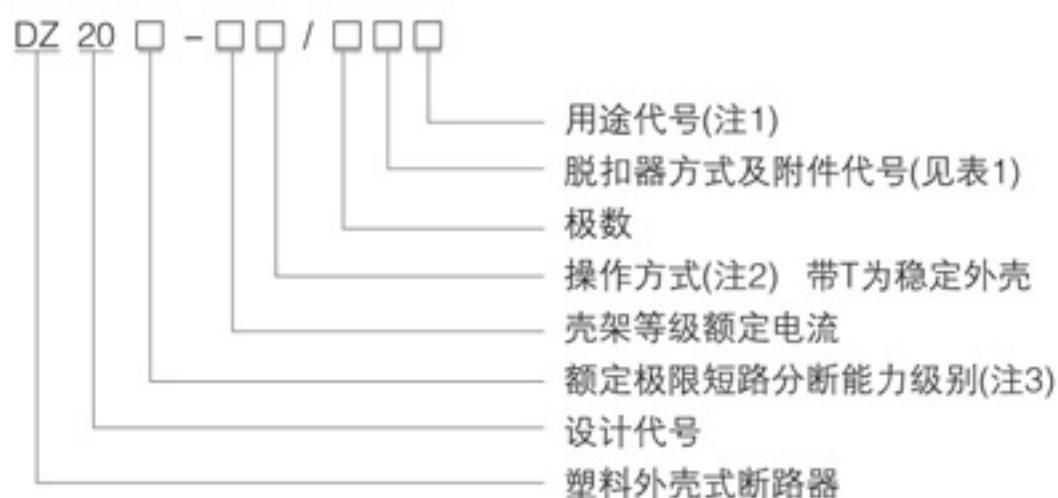 DZ 20 □ - □ □ / □ □ □
用途代号(注1)
脱扣器方式及附件代号(见表1)
极数
操作方式(注2) 带T为稳定外壳
壳架等级额定电流
额定极限短路分断能力级别(注3)
设计代号
塑料外壳式断路器